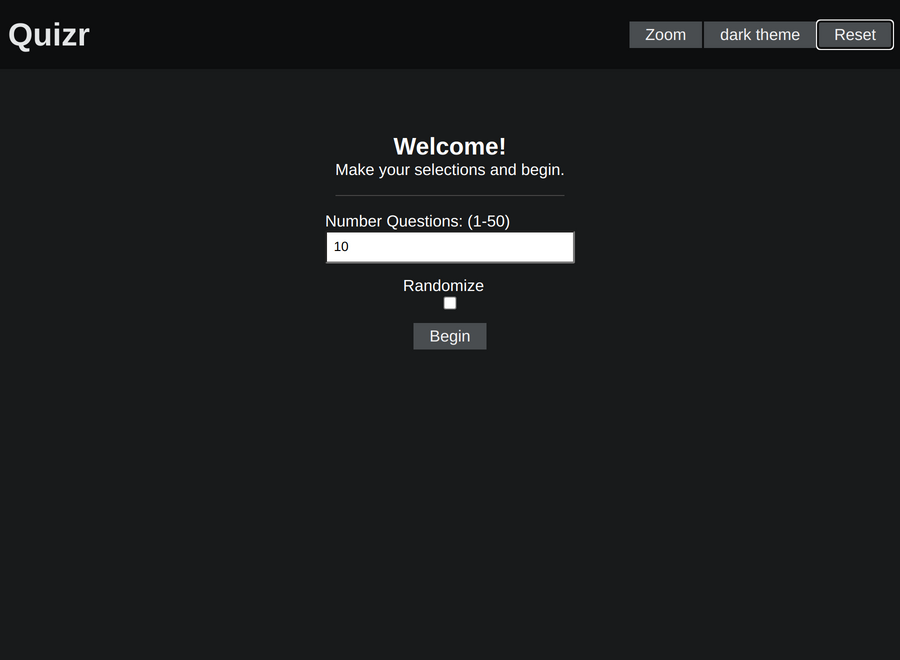 Quizr
Zoom
dark theme
Reset
Welcome!
Make your selections and begin.
Number Questions: (1-50)
10
Randomize
Begin